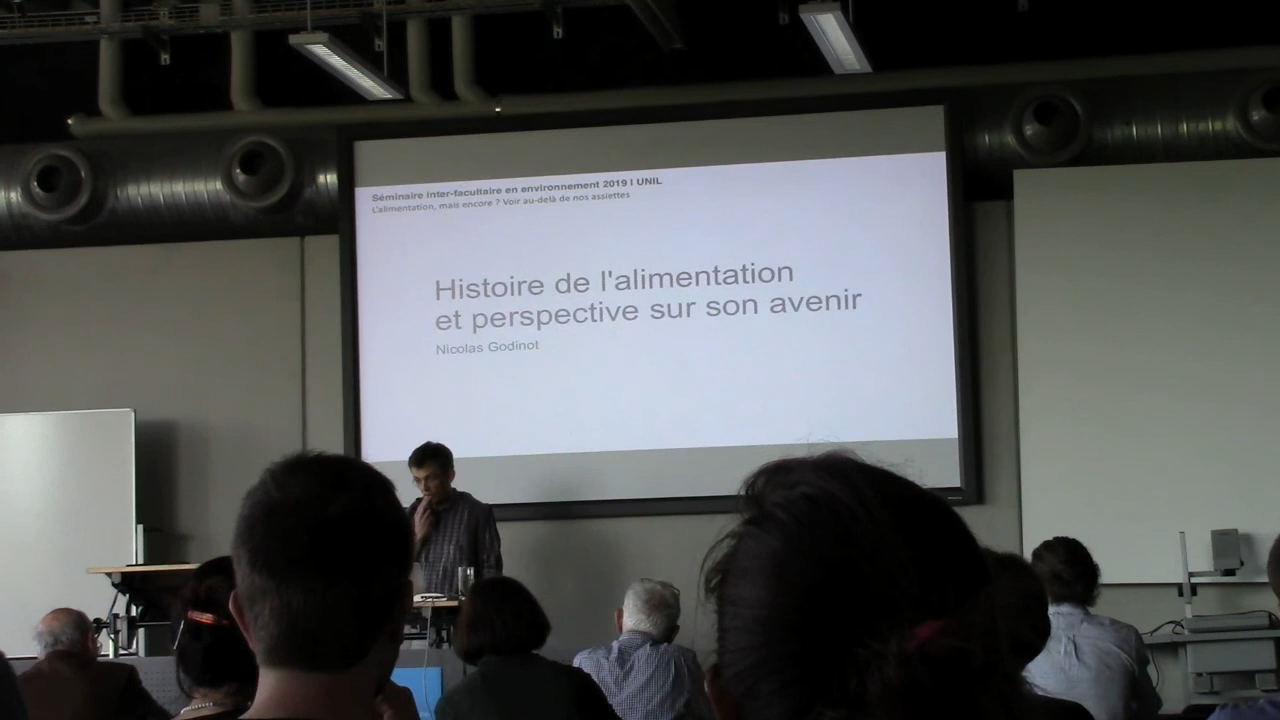 Séminaire inter-facultaire en environnement 2019 I UNIL
L'alimentation, mais encore ? Voir au-delà de nos assiettes
Histoire de l'alimentation
et perspective sur son avenir
Nicolas Godinot